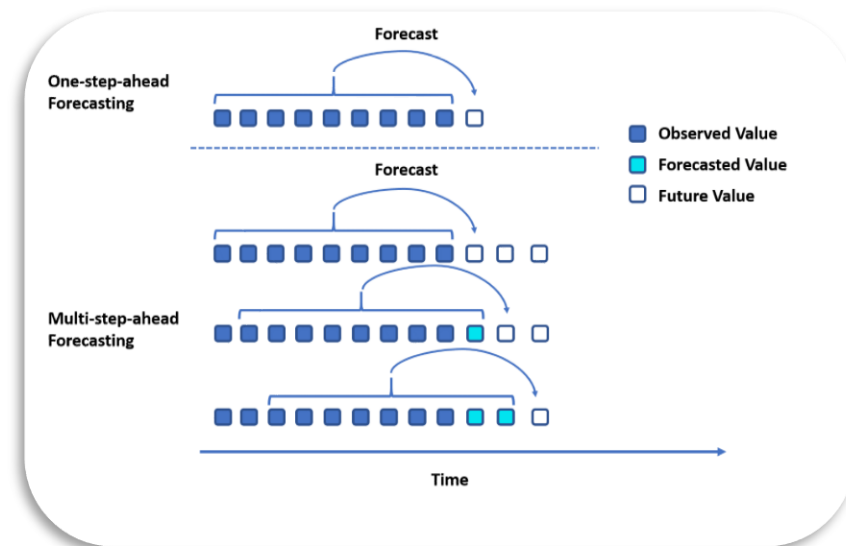 Forecast
One-step-ahead
Forecasting
Observed Value
Forecasted Value
Future Value
Forecast
Multi-step-ahead
Forecasting
Time